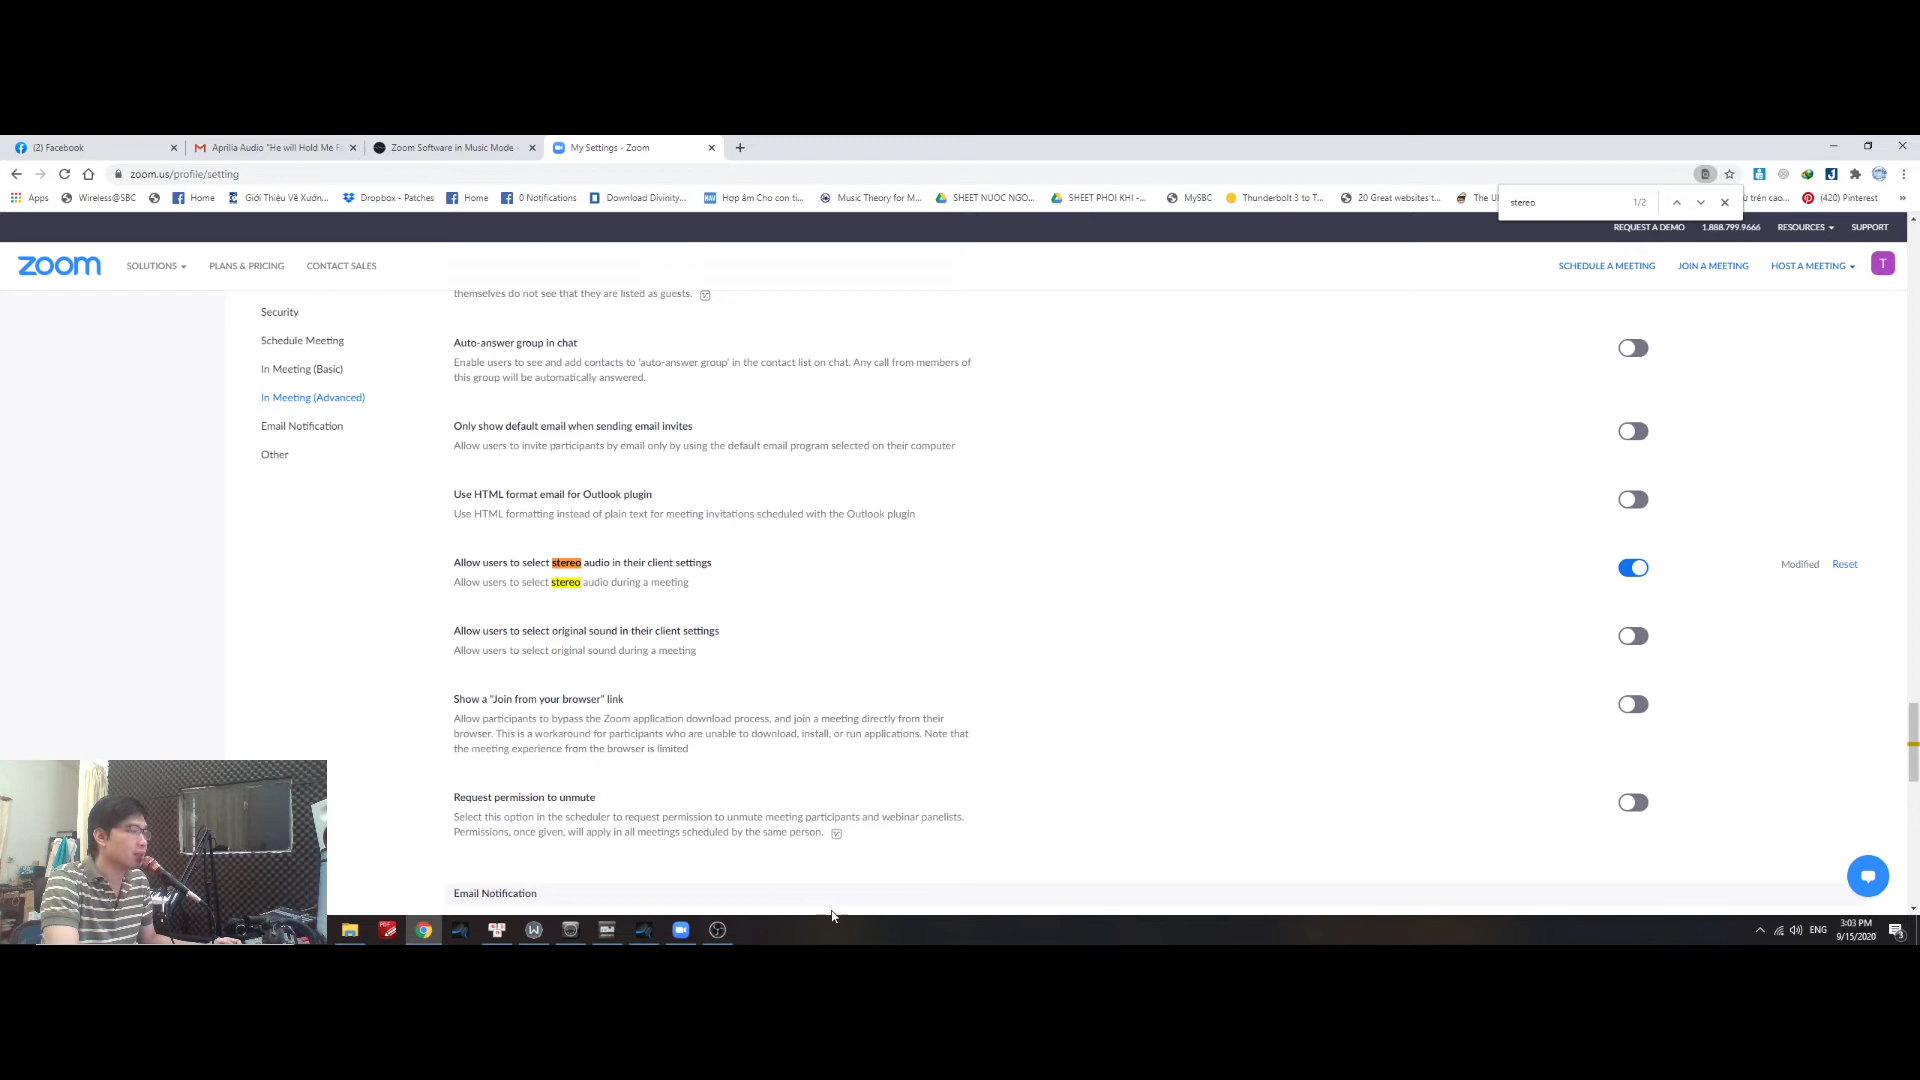 (2) Facebook
Aprilia Audio "He will Hold Me Fa
Zoom Software in Music Mode -
My Settings - Zoom
zoom.us/profile/setting
Apps
Wireless@SBC
Home
Giới Thiệu Về Xướn...
Dropbox - Patches
Home
0 Notifications
Download Divinity...
Hợp âm Cho con ti...
Music Theory for M...
SHEET NUOC NGO...
SHEET PHOI KHI -...
MySBC
Thunderbolt 3 to T...
20 Great websites t...
The U
ừ trên cao...
(420) Pinterest
stereo
1/2
REQUEST A DEMO
1.888.799.9666
RESOURCES
SUPPORT
zoom
SOLUTIONS
PLANS & PRICING
CONTACT SALES
SCHEDULE A MEETING
JOIN A MEETING
HOST A MEETING
T
Security
Schedule Meeting
In Meeting (Basic)
In Meeting (Advanced)
Email Notification
Other
themselves do not see that they are listed as guests.
Auto-answer group in chat
Enable users to see and add contacts to 'auto-answer group' in the contact list on chat. Any call from members of
this group will be automatically answered.
Only show default email when sending email invites
Allow users to invite participants by email only by using the default email program selected on their computer
Use HTML format email for Outlook plugin
Use HTML formatting instead of plain text for meeting invitations scheduled with the Outlook plugin
Allow users to select stereo audio in their client settings
Allow users to select stereo audio during a meeting
Modified
Reset
Allow users to select original sound in their client settings
Allow users to select original sound during a meeting
Show a "Join from your browser" link
Allow participants to bypass the Zoom application download process, and join a meeting directly from their
browser. This is a workaround for participants who are unable to download, install, or run applications. Note that
the meeting experience from the browser is limited
Request permission to unmute
Select this option in the scheduler to request permission to unmute meeting participants and webinar panelists.
Permissions, once given, will apply in all meetings scheduled by the same person.
Email Notification
ENG
3:03 PM
9/15/2020
3